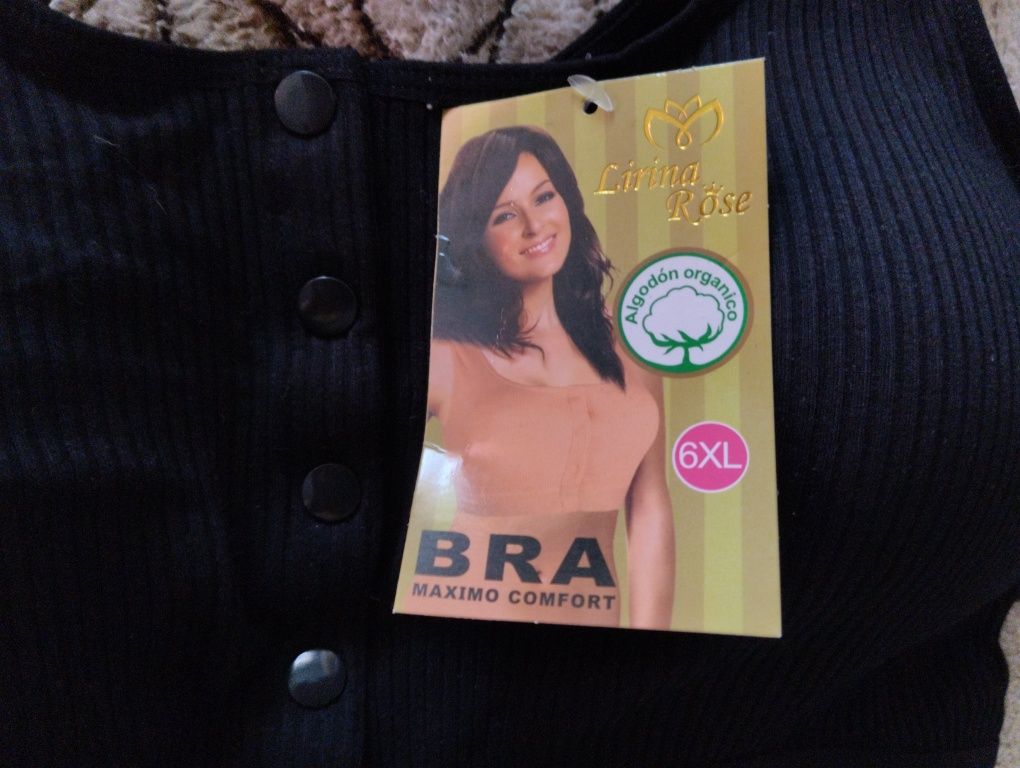 Lirina
Rose
Algodón organico
6XL
BRA
MAXIMO COMFORT